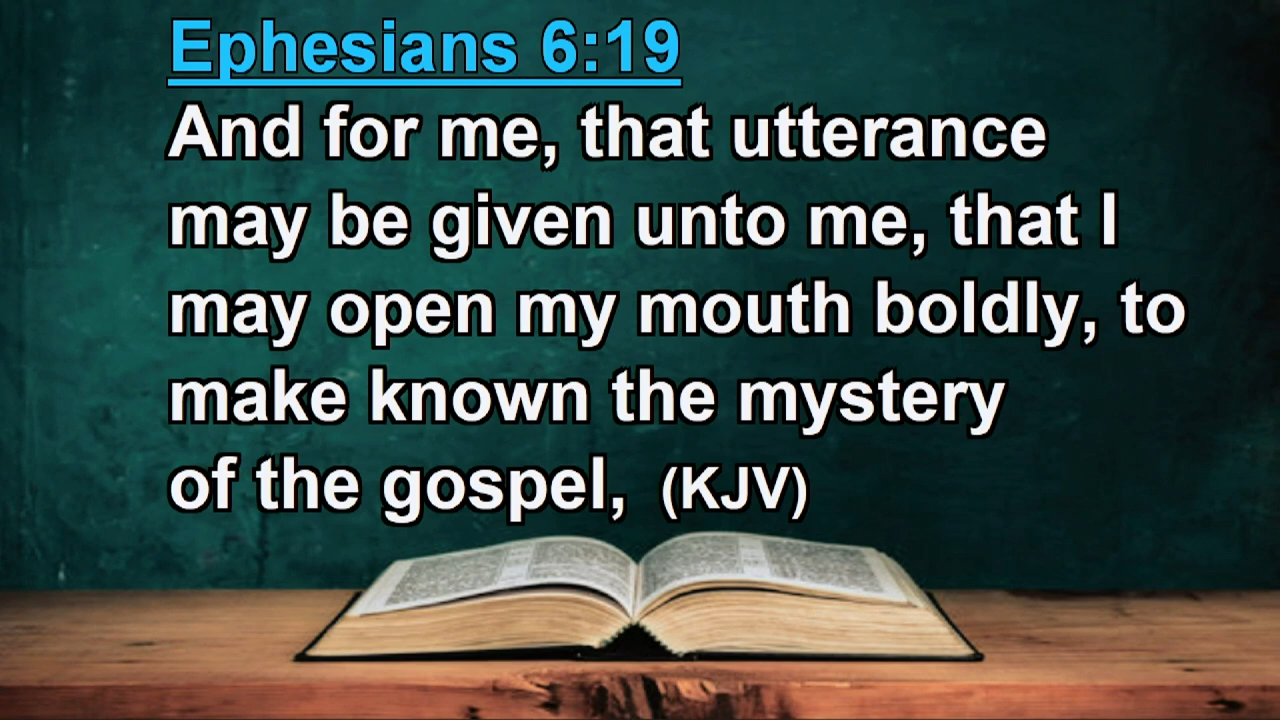 Ephesians 6:19
And for me, that utterance
may be given unto me, that I
may open my mouth boldly, to
make known the mystery
of the gospel, (KJV)